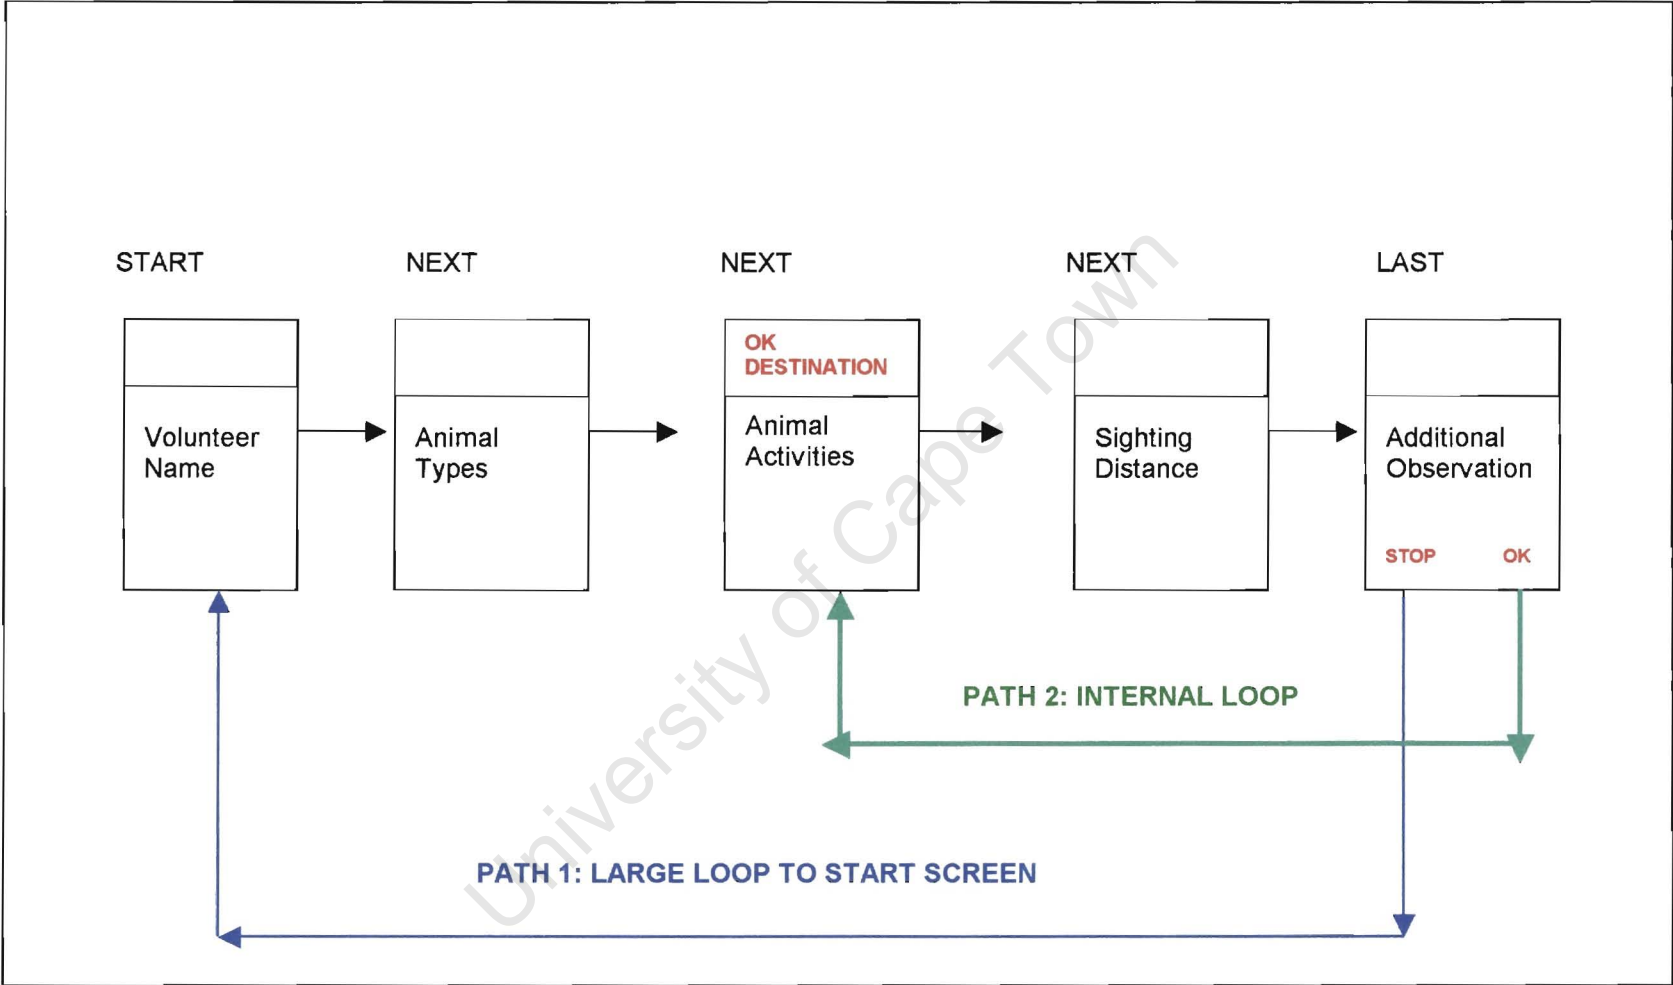 START
NEXT
NEXT
NEXT
LAST
Volunteer
Name
Animal
Types
OK
DESTINATION
Animal
Activities
Sighting
Distance
Additional
Observation
STOP OK
PATH 2: INTERNAL LOOP
PATH 1: LARGE LOOP TO START SCREEN
University of Cape Town